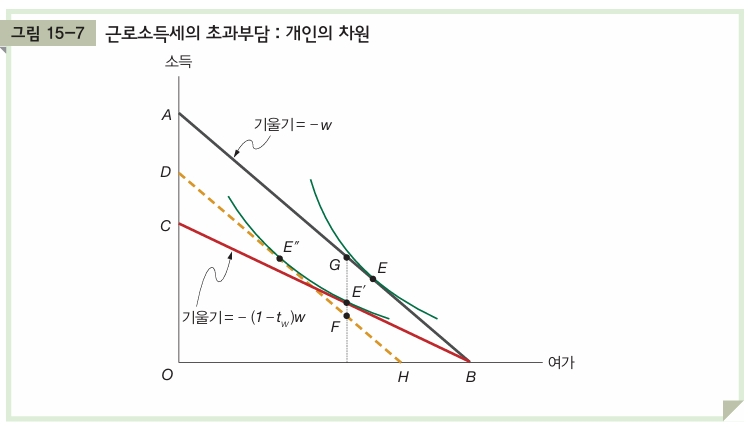 그림 15-7 근로소득세의 초과부담 : 개인의 차원
소득
A
기울기 = -w
D
C
E″
G
E
E′
기울기 = - (1-t_w)w
F
여가
O
H
B